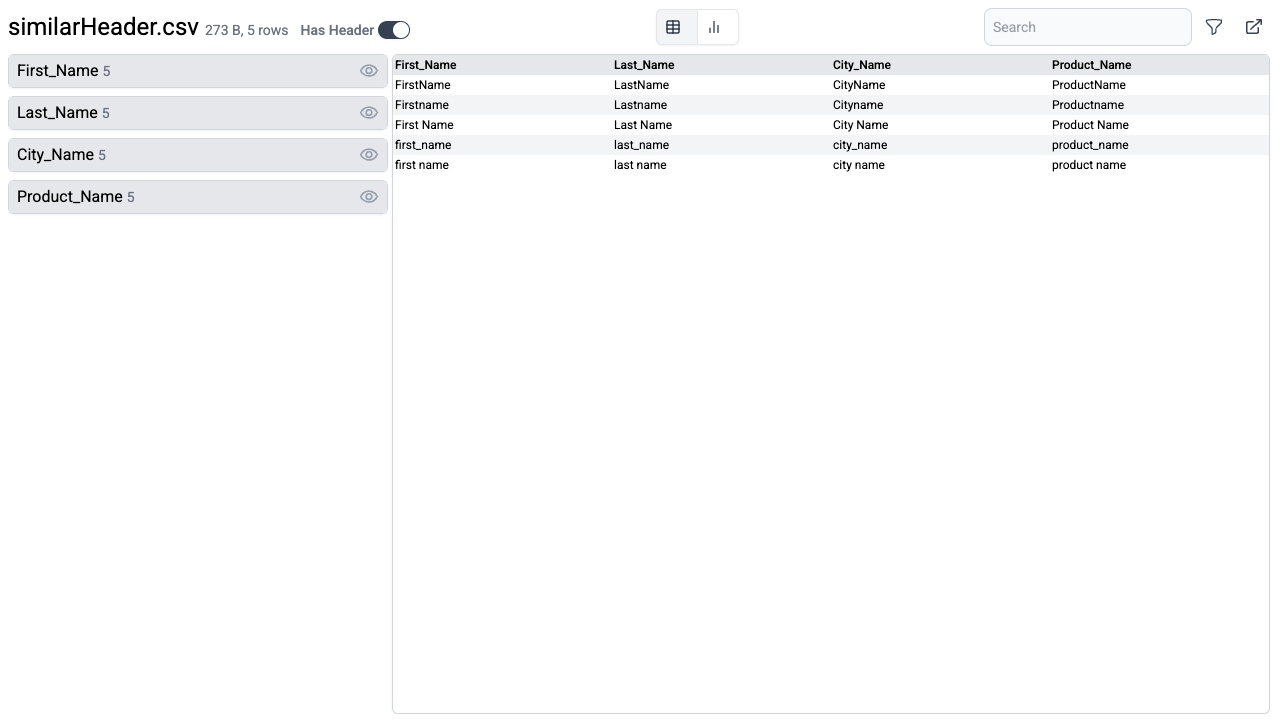 similarHeader.csv 273 B, 5 rows Has Header Search
First_Name 5
Last_Name 5
City_Name 5
Product_Name 5
First_Name Last_Name City_Name Product_Name
FirstName LastName CityName ProductName
Firstname Lastname Cityname Productname
First Name Last Name City Name Product Name
first_name last_name city_name product_name
first name last name city name product name